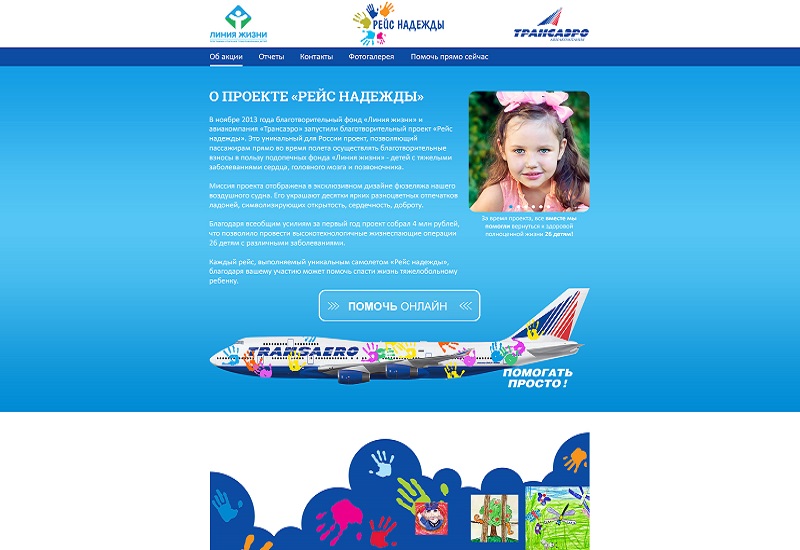 ЛИНИЯ ЖИЗНИ
РЕЙС НАДЕЖДЫ
ТРАНСАЭРО
АВИАКОМПАНИЯ
Об акции
Отчеты
Контакты
Фотогалерея
Помочь прямо сейчас
О ПРОЕКТЕ «РЕЙС НАДЕЖДЫ»
В ноябре 2013 года благотворительный фонд «Линия жизни» и
авиакомпания «Трансаэро» запустили благотворительный проект «Рейс
надежды». Это уникальный для России проект, позволяющий
пассажирам прямо во время полета осуществлять благотворительные
взносы в пользу подопечных фонда «Линия жизни» - детей с тяжелыми
заболеваниями сердца, головного мозга и позвоночника.
Миссия проекта отображена в эксклюзивном дизайне фюзеляжа нашего
воздушного судна. Его украшают десятки ярких разноцветных отпечатков
ладоней, символизирующих открытость, сердечность, доброту.
Благодаря всеобщим усилиям за первый год проект собрал 4 млн рублей,
что позволило провести высокотехнологичные жизнеспасающие операции
26 детям с различными заболеваниями.
Каждый рейс, выполняемый уникальным самолетом «Рейс надежды»,
благодаря вашему участию может помочь спасти жизнь тяжелобольному
ребенку.
За время проекта, все вместе мы
помогли вернуться к здоровой
полноценной жизни 26 детям!
ПОМОЧЬ ОНЛАЙН
TRANSAERO
ПОМОГАТЬ
ПРОСТО!